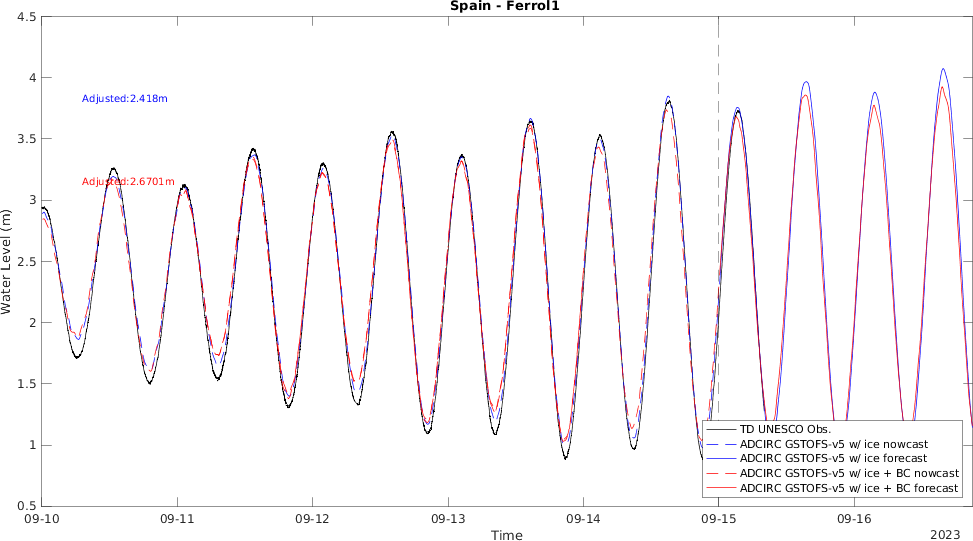 Spain - Ferrol1
4.5
4
3.5
3
2.5
2
1.5
1
0.5
Water Level (m)
Adjusted:2.418m
Adjusted:2.6701m
TD UNESCO Obs.
ADCIRC GSTOFS-v5 w/ ice nowcast
ADCIRC GSTOFS-v5 w/ ice forecast
ADCIRC GSTOFS-v5 w/ ice + BC nowcast
ADCIRC GSTOFS-v5 w/ ice + BC forecast
09-10 09-11 09-12 09-13 09-14 09-15 09-16
Time
2023